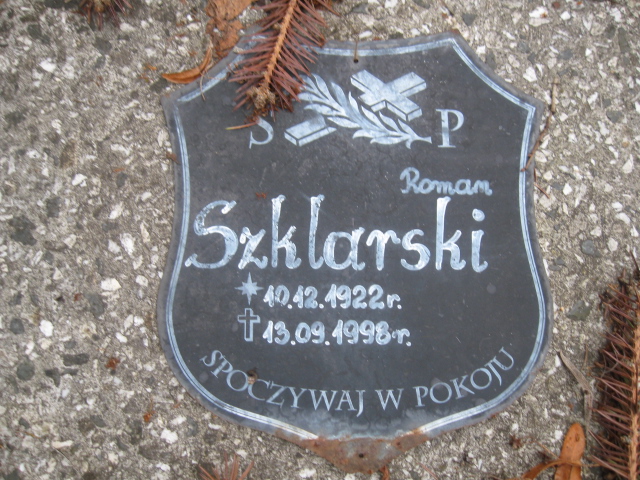 S P
Roman
Szklarski
10.12.1922 r.
13.09.1998 r.
SPOCZYWAJ W POKOJU